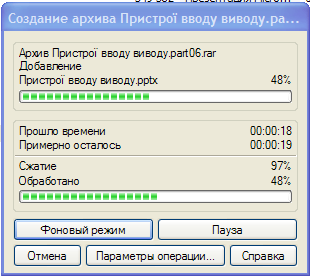 Создание архива Пристрої вводу виводу.ра...
Архив Пристрої вводу виводу.part06.rar
Добавление
Пристрої вводу виводу.pptx 48%
Прошло времени 00:00:18
Примерно осталось 00:00:19
Сжатие 97%
Обработано 48%
Фоновый режим Пауза
Отмена Параметры операции... Справка